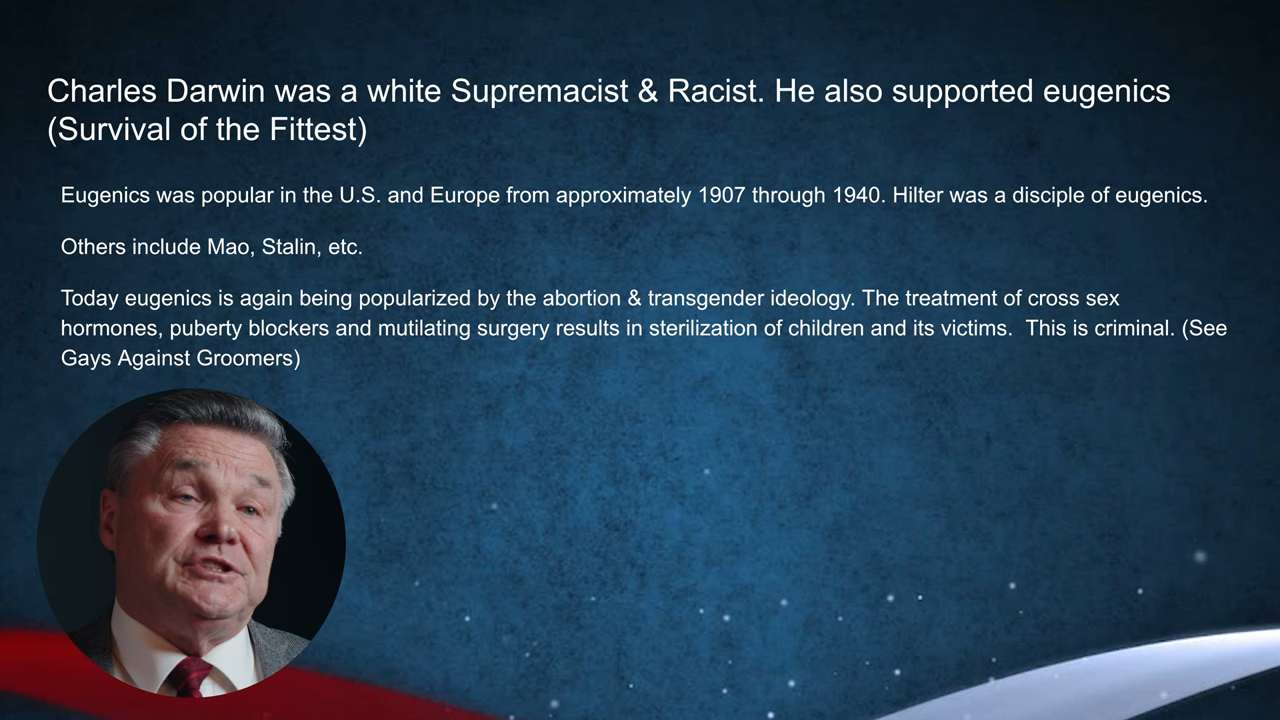 Charles Darwin was a white Supremacist & Racist. He also supported eugenics
(Survival of the Fittest)
Eugenics was popular in the U.S. and Europe from approximately 1907 through 1940. Hilter was a disciple of eugenics.
Others include Mao, Stalin, etc.
Today eugenics is again being popularized by the abortion & transgender ideology. The treatment of cross sex
hormones, puberty blockers and mutilating surgery results in sterilization of children and its victims.  This is criminal. (See
Gays Against Groomers)